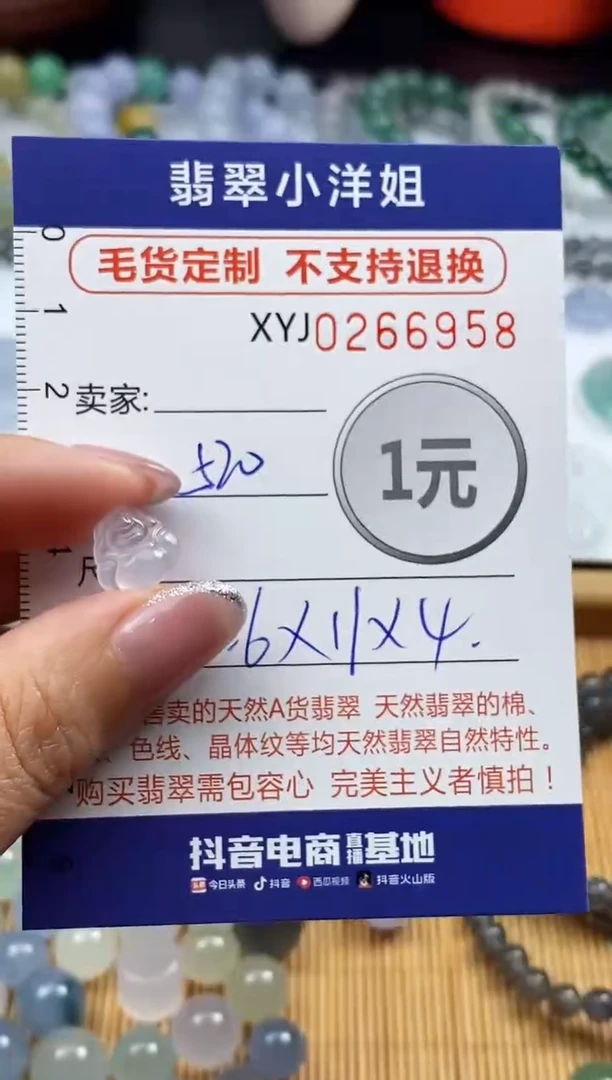 翡翠小洋姐
毛货定制 不支持退换
XYJ0266958
0
1
2
卖家:
520
1元
尺
.6X11X4.
售卖的天然A货翡翠 天然翡翠的棉、
色线、晶体纹等均天然翡翠自然特性。
购买翡翠需包容心 完美主义者慎拍！
抖音电商直播基地
今日头条 抖音 西瓜视频 抖音火山版